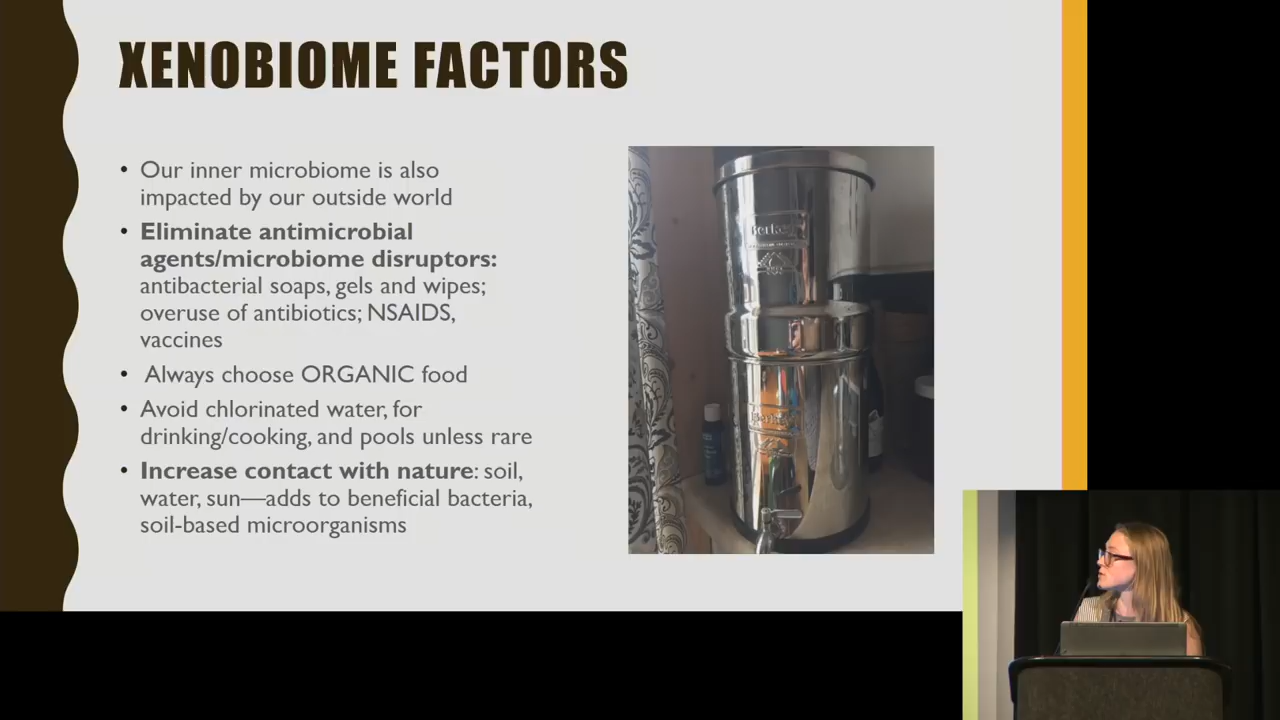 XENOBIOME FACTORS
• Our inner microbiome is also
impacted by our outside world
• Eliminate antimicrobial
agents/microbiome disruptors:
antibacterial soaps, gels and wipes;
overuse of antibiotics; NSAIDS,
vaccines
• Always choose ORGANIC food
• Avoid chlorinated water, for
drinking/cooking, and pools unless rare
• Increase contact with nature: soil,
water, sun—adds to beneficial bacteria,
soil-based microorganisms
Berkey
Berkey